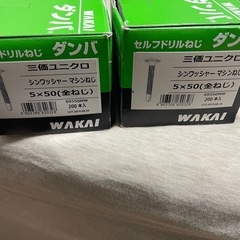 セルフドリルねじ
ダンバ
三価ユニクロ
シンワッシャー マシンねじ
5×50(全ねじ)
200本入
WAKAI
セルフドリルねじ
ダンバ
三価ユニクロ
シンワッシャー マシンねじ
5×50(全ねじ)
200本入
WAKAI